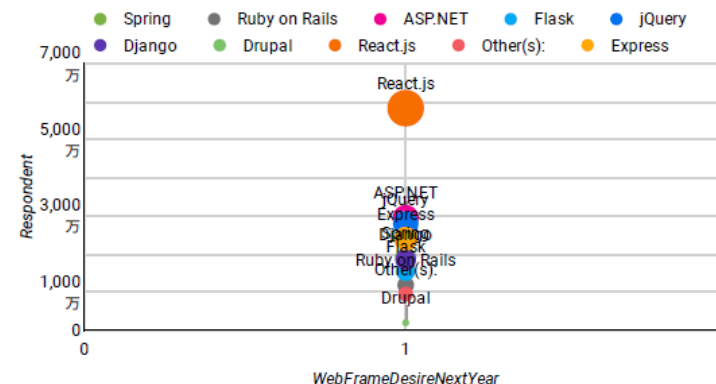 Spring Ruby on Rails ASP.NET Flask jQuery
Django Drupal React.js Other(s): Express
7,000
万
5,000
万
3,000
万
1,000
万
0
Respondent
React.js
ASP.NET
jQuery
Express
Spring
Django
Flask
Ruby on Rails
Other(s):
Drupal
0 1
WebFrameDesireNextYear